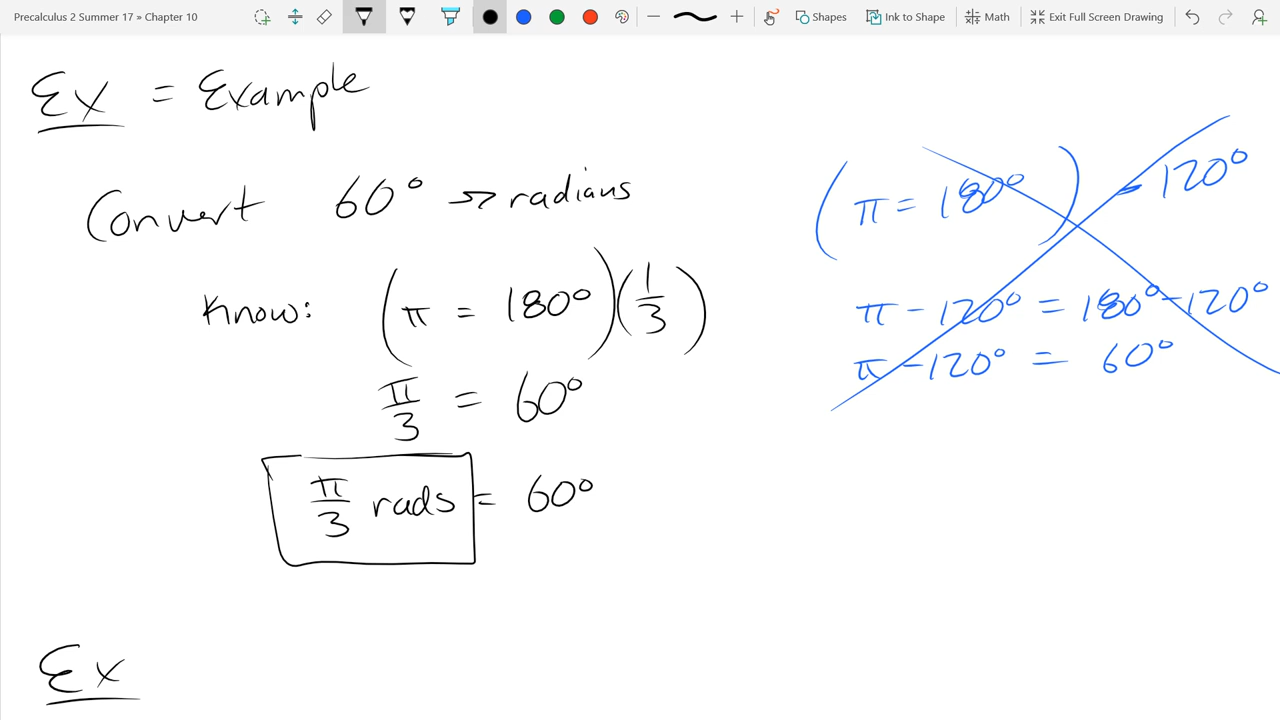 Precalculus 2 Summer 17 » Chapter 10
Shapes
Ink to Shape
Math
Exit Full Screen Drawing
Ex = Example
Convert 60° → radians
Know: (π = 180°)(1/3)
π/3 = 60°
π/3 rads = 60°
Ex
(π = 180°) - 120°
π - 120° = 180° - 120°
π - 120° = 60°